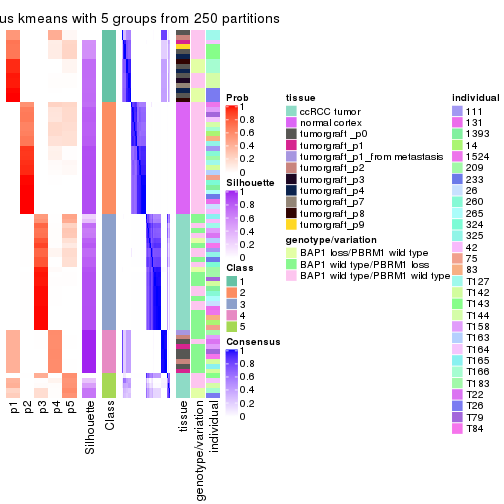 us kmeans with 5 groups from 250 partitions
p1
p2
p3
p4
p5
Silhouette
Class
tissue
genotype/variation
individual
Prob
1
0.8
0.6
0.4
0.2
0
Silhouette
1
0.8
0.6
0.4
0.2
0
Class
1
2
3
4
5
Consensus
1
0.8
0.6
0.4
0.2
0
tissue
ccRCC tumor
normal cortex
tumorgraft_p0
tumorgraft_p1
tumorgraft_p1_from metastasis
tumorgraft_p2
tumorgraft_p3
tumorgraft_p4
tumorgraft_p7
tumorgraft_p8
tumorgraft_p9
genotype/variation
BAP1 loss/PBRM1 wild type
BAP1 wild type/PBRM1 loss
BAP1 wild type/PBRM1 wild type
individual
111
131
1393
14
1524
209
233
26
260
265
324
325
42
75
83
T127
T142
T143
T144
T158
T163
T164
T165
T166
T183
T22
T26
T79
T84